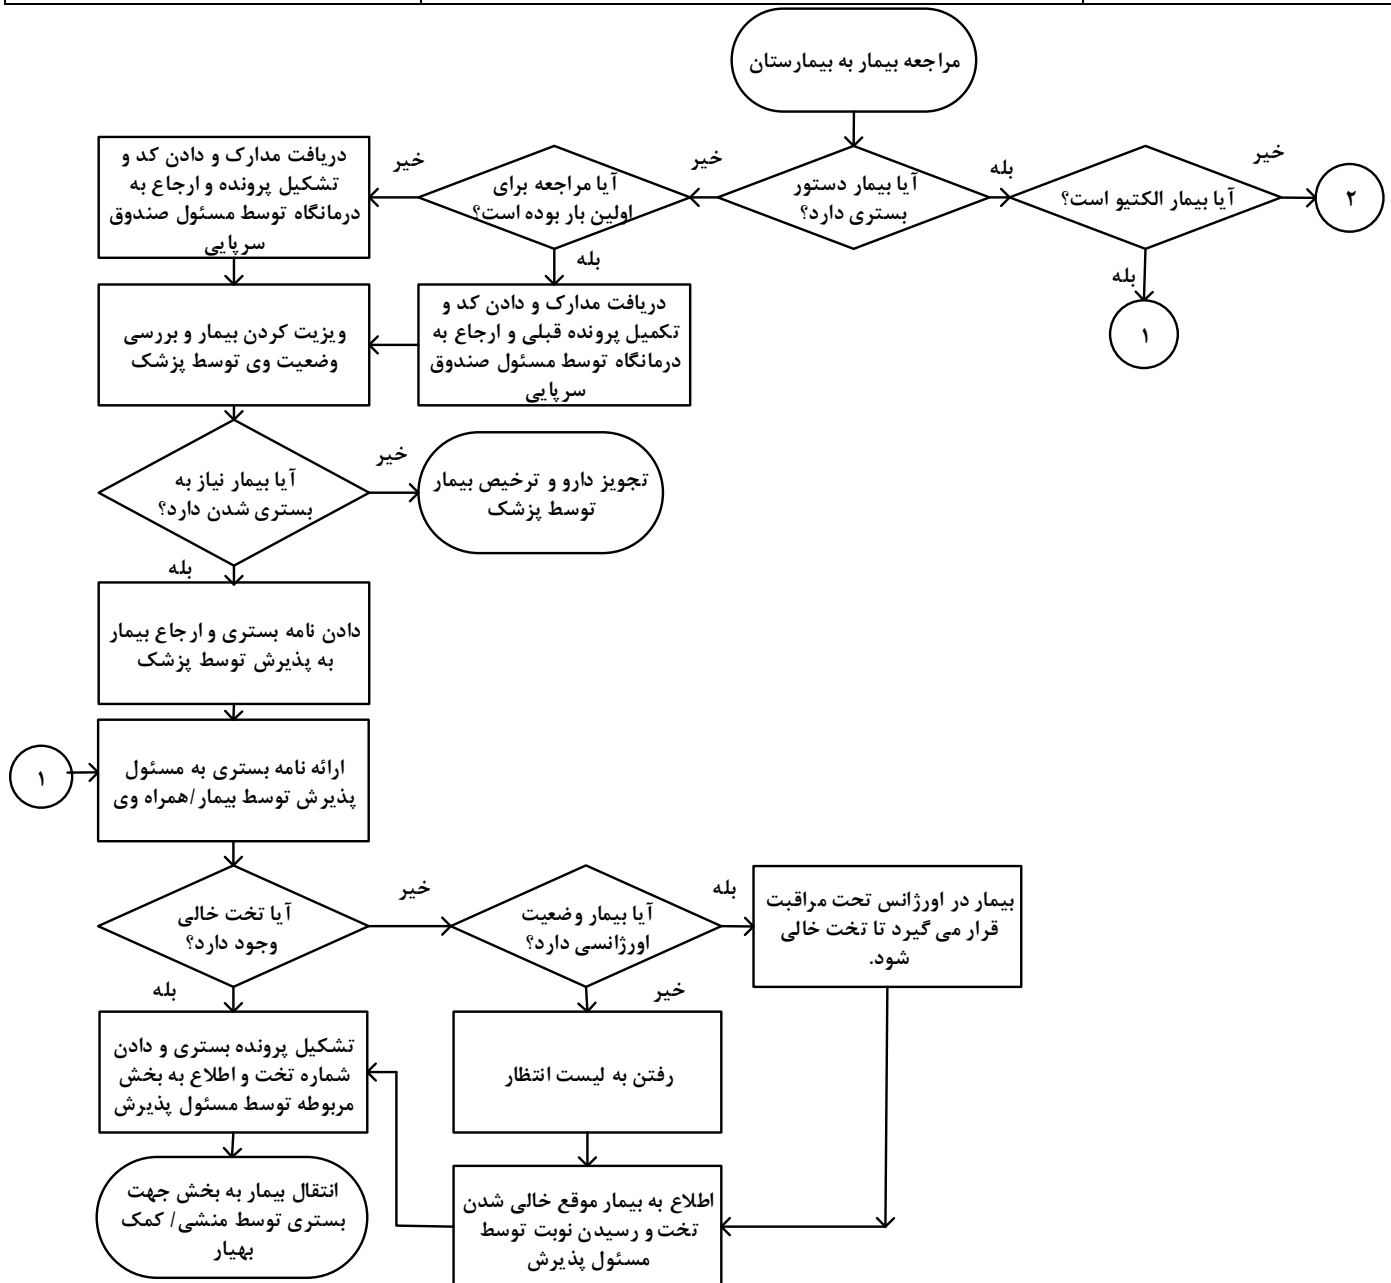 مراجعه بیمار به بیمارستان
خیر
آیا بیمار الکتیو است؟
۲
بله
۱
بله
آیا بیمار دستور
بستری دارد؟
خیر
آیا مراجعه برای
اولین بار بوده است؟
خیر
دریافت مدارک و دادن کد و
تشکیل پرونده و ارجاع به
درمانگاه توسط مسئول صندوق
سرپایی
بله
دریافت مدارک و دادن کد و
تکمیل پرونده قبلی و ارجاع به
درمانگاه توسط مسئول صندوق
سرپایی
ویزیت کردن بیمار و بررسی
وضعیت وی توسط پزشک
آیا بیمار نیاز به
بستری شدن دارد؟
خیر
تجویز دارو و ترخیص بیمار
توسط پزشک
بله
دادن نامه بستری و ارجاع بیمار
به پذیرش توسط پزشک
۱
ارائه نامه بستری به مسئول
پذیرش توسط بیمار/همراه وی
آیا تخت خالی
وجود دارد؟
خیر
آیا بیمار وضعیت
اورژانسی دارد؟
بله
بیمار در اورژانس تحت مراقبت
قرار می گیرد تا تخت خالی
شود.
بله
خیر
تشکیل پرونده بستری و دادن
شماره تخت و اطلاع به بخش
مربوطه توسط مسئول پذیرش
رفتن به لیست انتظار
اطلاع به بیمار موقع خالی شدن
تخت و رسیدن نوبت توسط
مسئول پذیرش
انتقال بیمار به بخش جهت
بستری توسط منشی/ کمک
بهیار